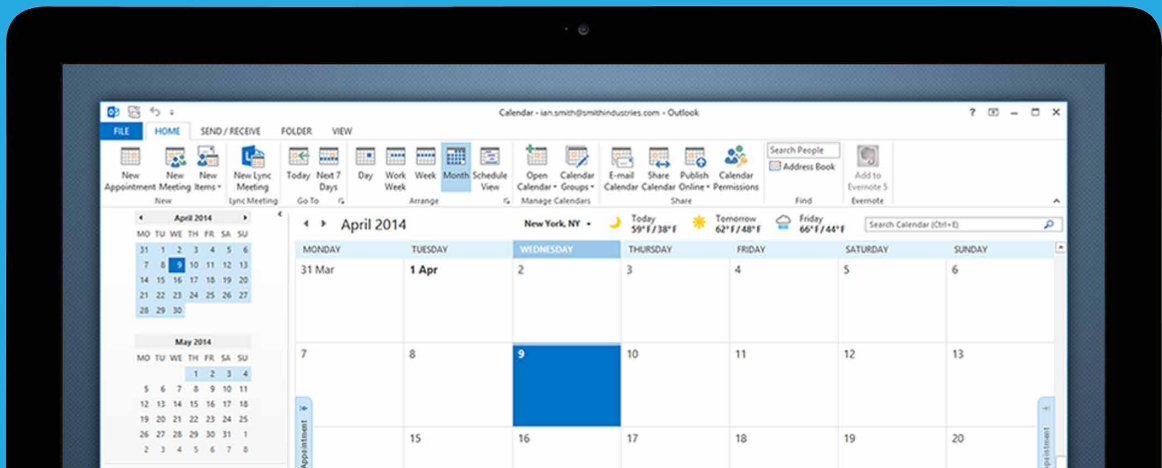 Calendar - ian.smith@smithindustries.com - Outlook
FILE HOME SEND / RECEIVE FOLDER VIEW
New Appointment
New Meeting
New Items
New Lync Meeting
Today
Next 7 Days
Day
Work Week
Week
Month
Schedule View
Open Calendar
Calendar Groups
E-mail Calendar
Share Calendar
Publish Online
Calendar Permissions
Search People
Address Book
Add to Evernote 5
New Lync Meeting Go To Arrange Manage Calendars Share Find Evernote
April 2014
MO TU WE TH FR SA SU
31 1 2 3 4 5 6
7 8 9 10 11 12 13
14 15 16 17 18 19 20
21 22 23 24 25 26 27
28 29 30
May 2014
MO TU WE TH FR SA SU
1 2 3 4
5 6 7 8 9 10 11
12 13 14 15 16 17 18
19 20 21 22 23 24 25
26 27 28 29 30 31 1
2 3 4 5 6 7 8
April 2014
New York, NY
Today
59°F/38°F
Tomorrow
62°F/48°F
Friday
66°F/44°F
Search Calendar (Ctrl+E)
MONDAY TUESDAY WEDNESDAY THURSDAY FRIDAY SATURDAY SUNDAY
31 Mar 1 Apr 2 3 4 5 6
7 8 9 10 11 12 13
15 16 17 18 19 20
Appointment